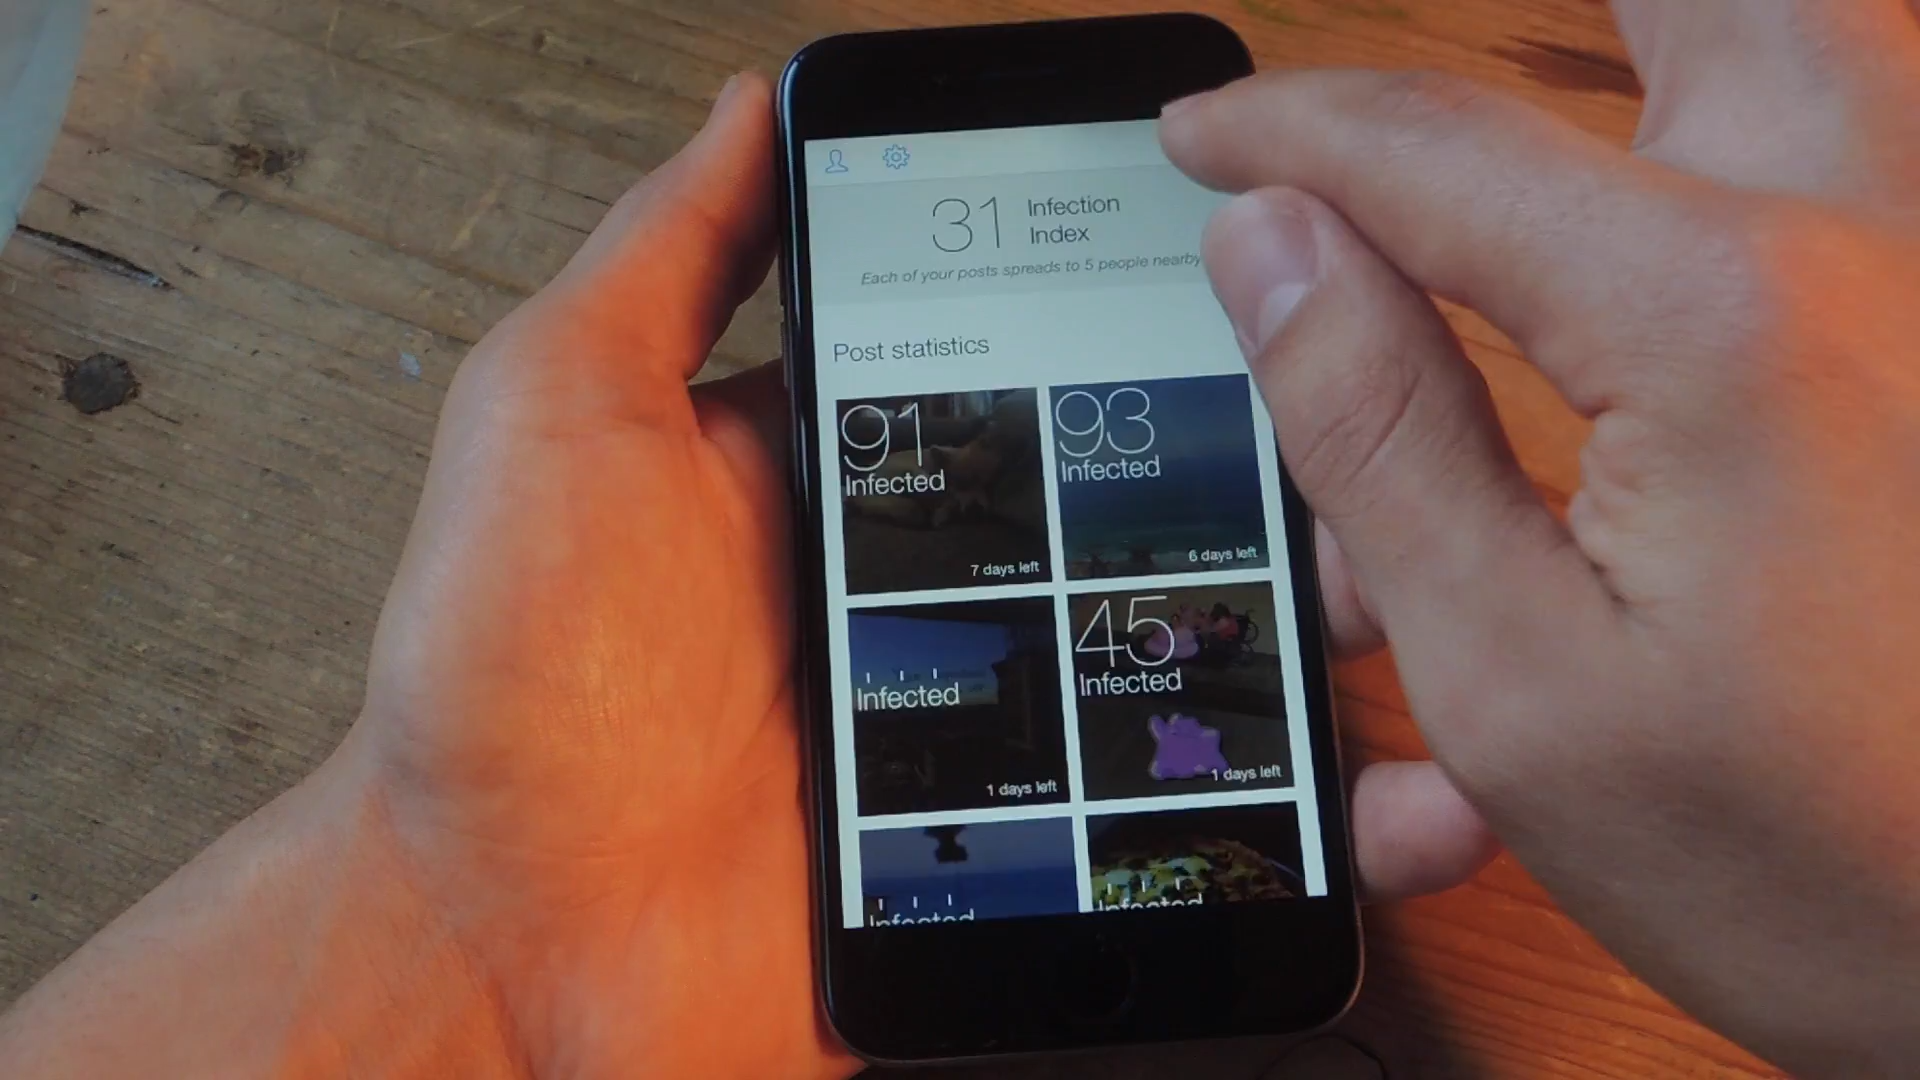 31 Infection
Index
Each of your posts spreads to 5 people nearby
Post statistics
91
Infected
7 days left
93
Infected
6 days left
Infected
1 days left
45
Infected
1 days left
Infected
Infected